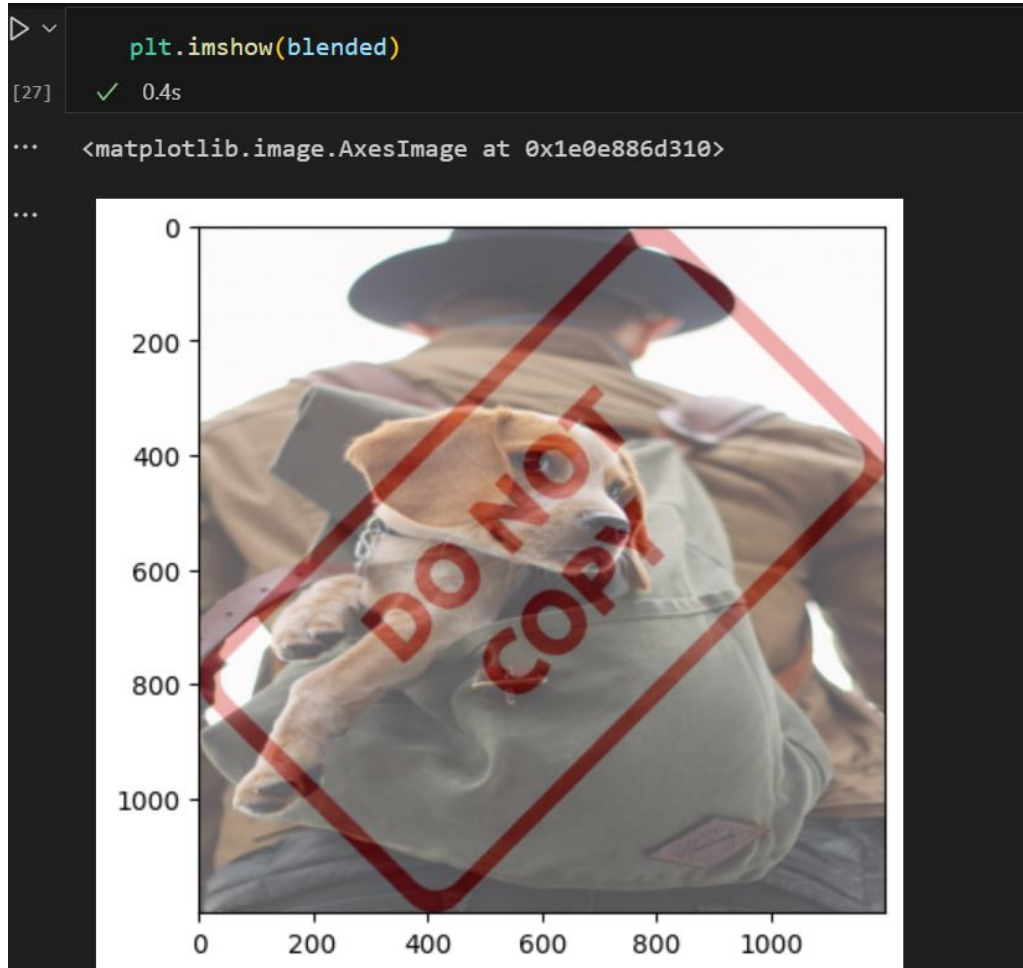 plt.imshow(blended)
[27]
0.4s
...
<matplotlib.image.AxesImage at 0x1e0e886d310>
...
0
200
400
600
800
1000
DO NOT
COPY
0 200 400 600 800 1000